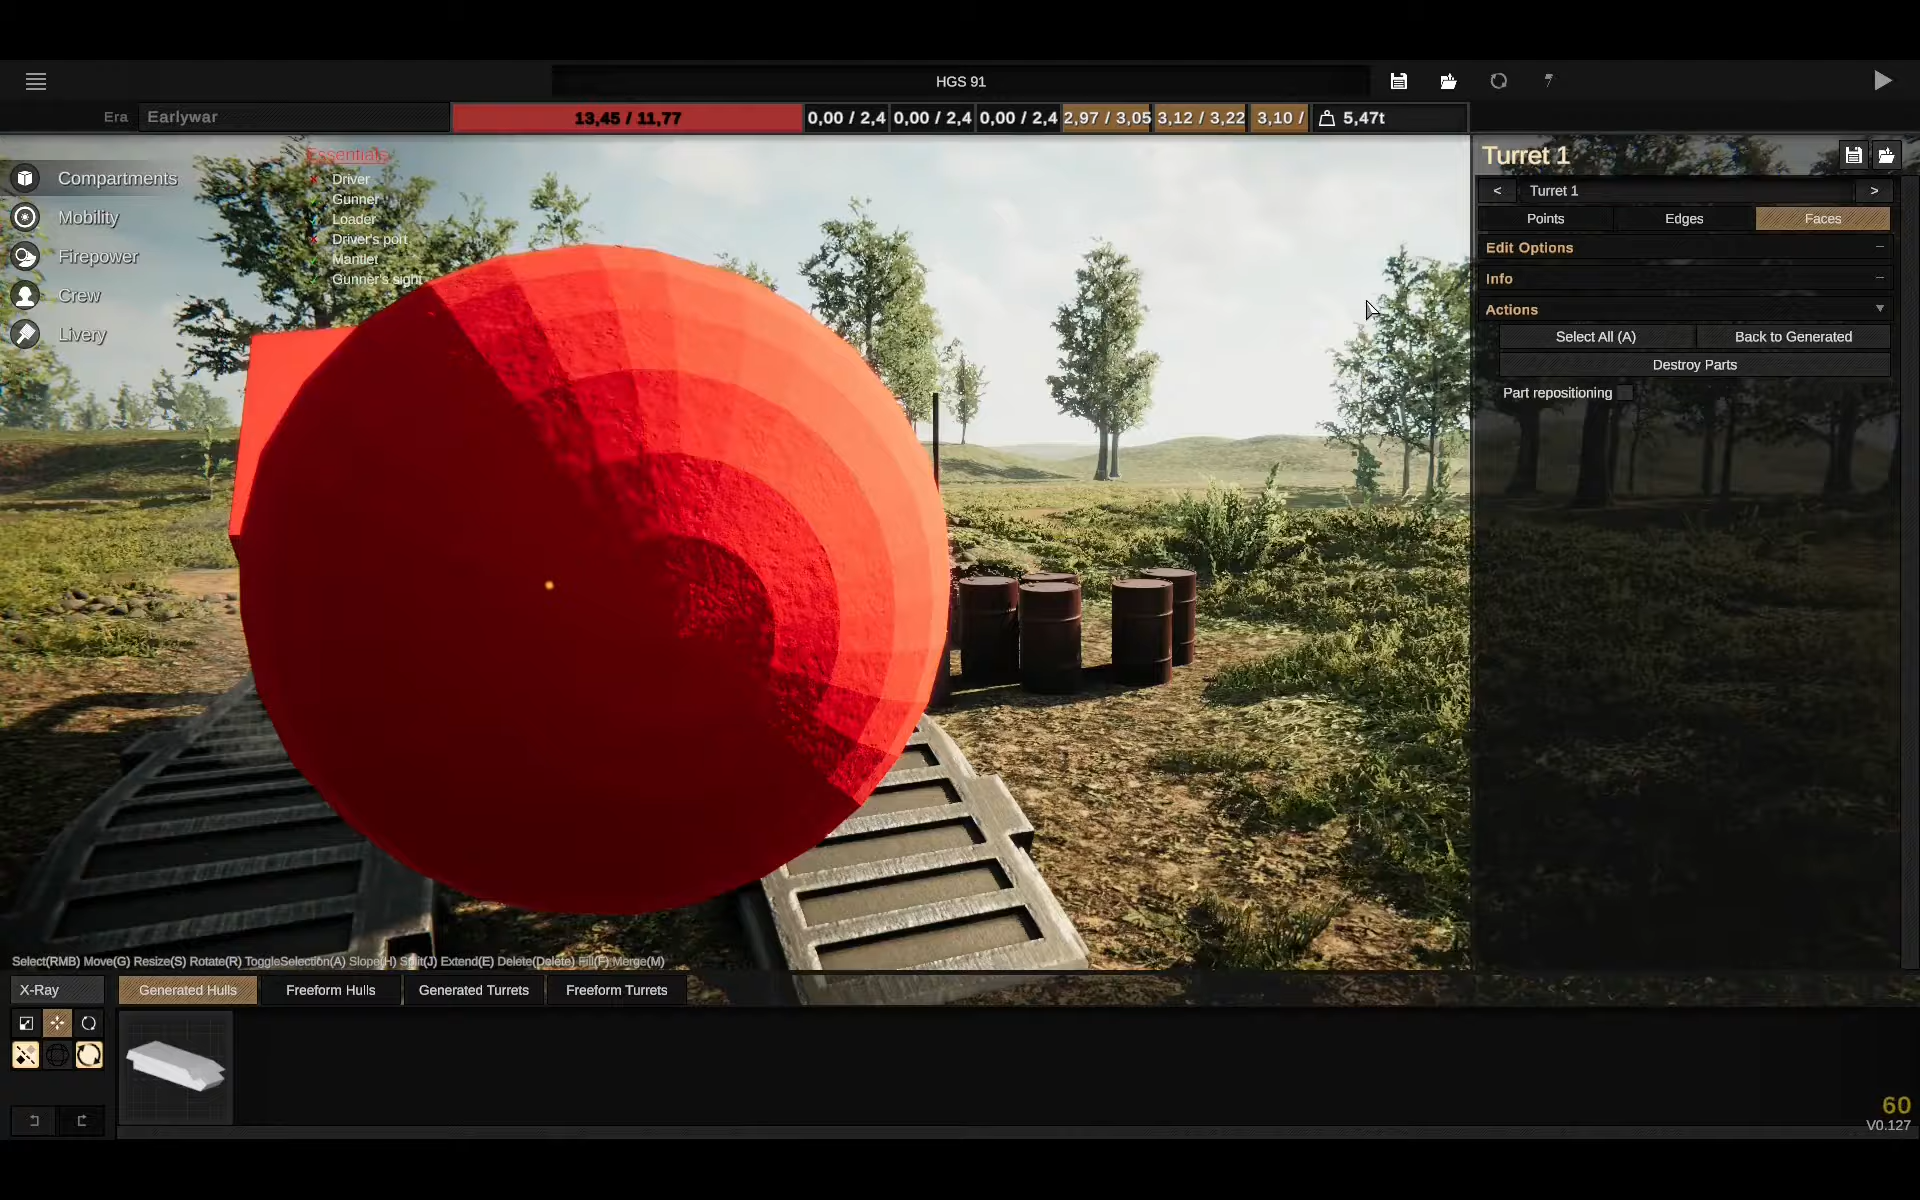 HGS 91
Era Earlywar 13,45 / 11,77 0,00 / 2,4 0,00 / 2,4 0,00 / 2,4 2,97 / 3,05 3,12 / 3,22 3,10 / 5,47t
Essentials
Driver
Gunner
Loader
Driver's port
Mantlet
Gunner's sight
Compartments
Mobility
Firepower
Crew
Livery
Turret 1
< Turret 1 >
Points Edges Faces
Edit Options
Info
Actions
Select All (A) Back to Generated
Destroy Parts
Part repositioning
Select(RMB) Move(G) Resize(S) Rotate(R) ToggleSelection(A) Slope(H) Split(J) Extend(E) Delete(Delete) Fill(F) Merge(M)
X-Ray Generated Hulls Freeform Hulls Generated Turrets Freeform Turrets
60
V0.127